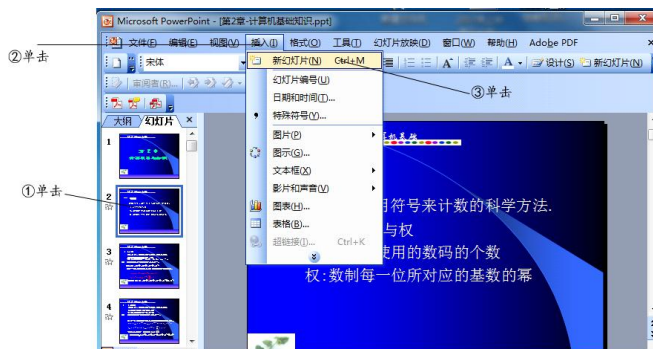 Microsoft PowerPoint - [第2章-计算机基础知识.ppt]
②单击
文件(F) 编辑(E) 视图(V) 插入(I) 格式(O) 工具(T) 幻灯片放映(D) 窗口(W) 帮助(H) Adobe PDF
宋体
设计(S) 新幻灯片(N)
审阅者(R)...
新幻灯片(N) Ctrl+M
③单击
幻灯片编号(U)
日期和时间(T)...
特殊符号(Y)...
图片(P)
图示(G)...
文本框(X)
影片和声音(V)
图表(H)...
表格(B)...
超链接(I)... Ctrl+K
大纲 幻灯片
1
①单击
2
3
4
用符号来计数的科学方法.
与权
使用的数码的个数
权:数制每一位所对应的基数的幂